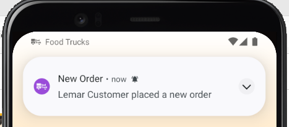 Food Trucks
New Order • now
Lemar Customer placed a new order